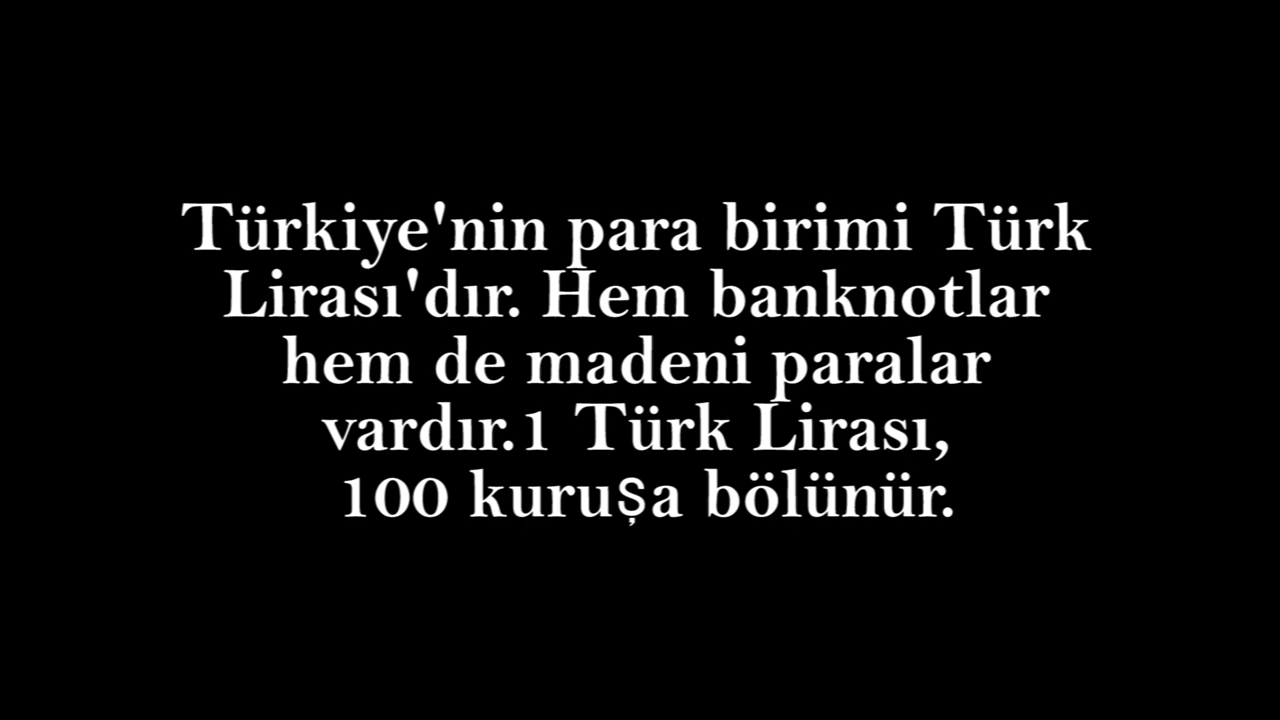 Türkiye'nin para birimi Türk
Lirası'dır. Hem banknotlar
hem de madeni paralar
vardır.1 Türk Lirası,
100 kuruşa bölünür.